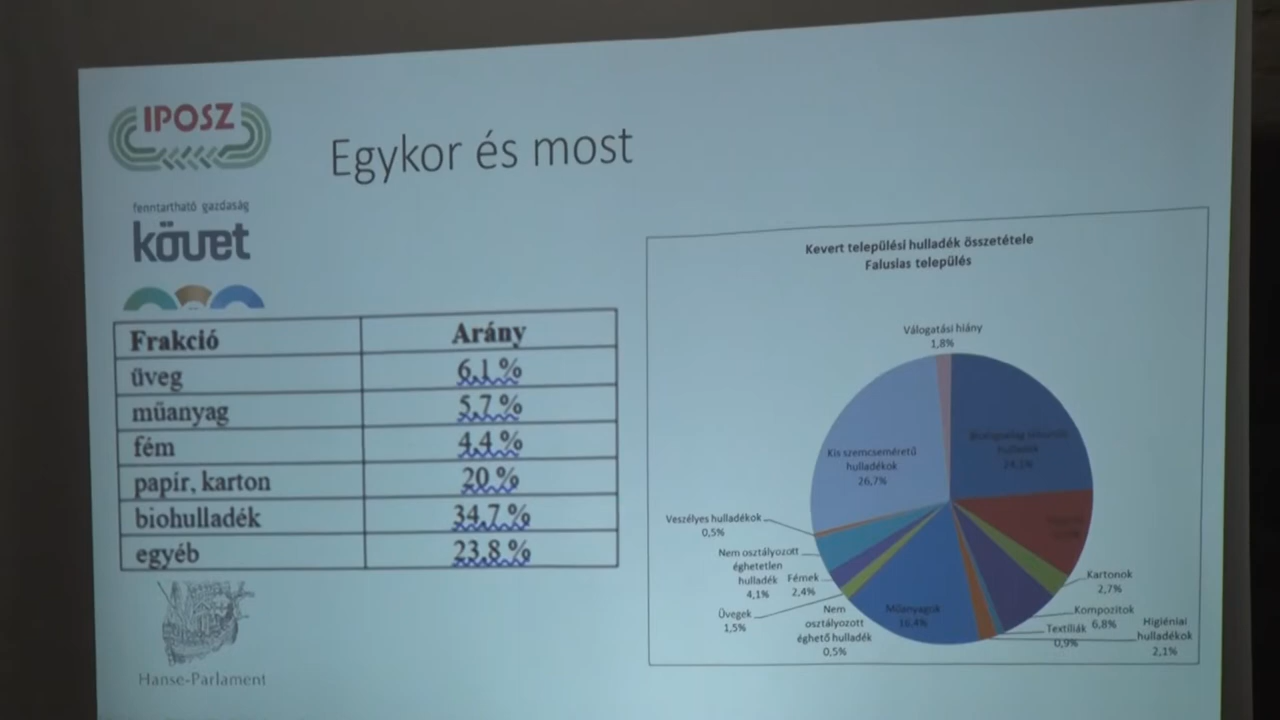 IPOSZ
Egykor és most
fenntartható gazdaság
követ
Frakció Arány
üveg 6,1 %
műanyag 5,7 %
fém 4,4 %
papír, karton 20 %
biohulladék 34,7 %
egyéb 23,8 %
Hanse-Parlament
Kevert települési hulladék összetétele
Falusias település
Válogatási hiány
1,8%
Kis szemcseméretű
hulladékok
26,7%
Veszélyes hulladékok
0,5%
Nem osztályozott
éghetetlen
hulladék
4,1%
Fémek
2,4%
Üvegek
1,5%
Nem
osztályozott
éghető hulladék
0,5%
Műanyagok
16,4%
Kartonok
2,7%
Kompozitok
6,8%
Textíliák
0,9%
Higiéniai
hulladékok
2,1%